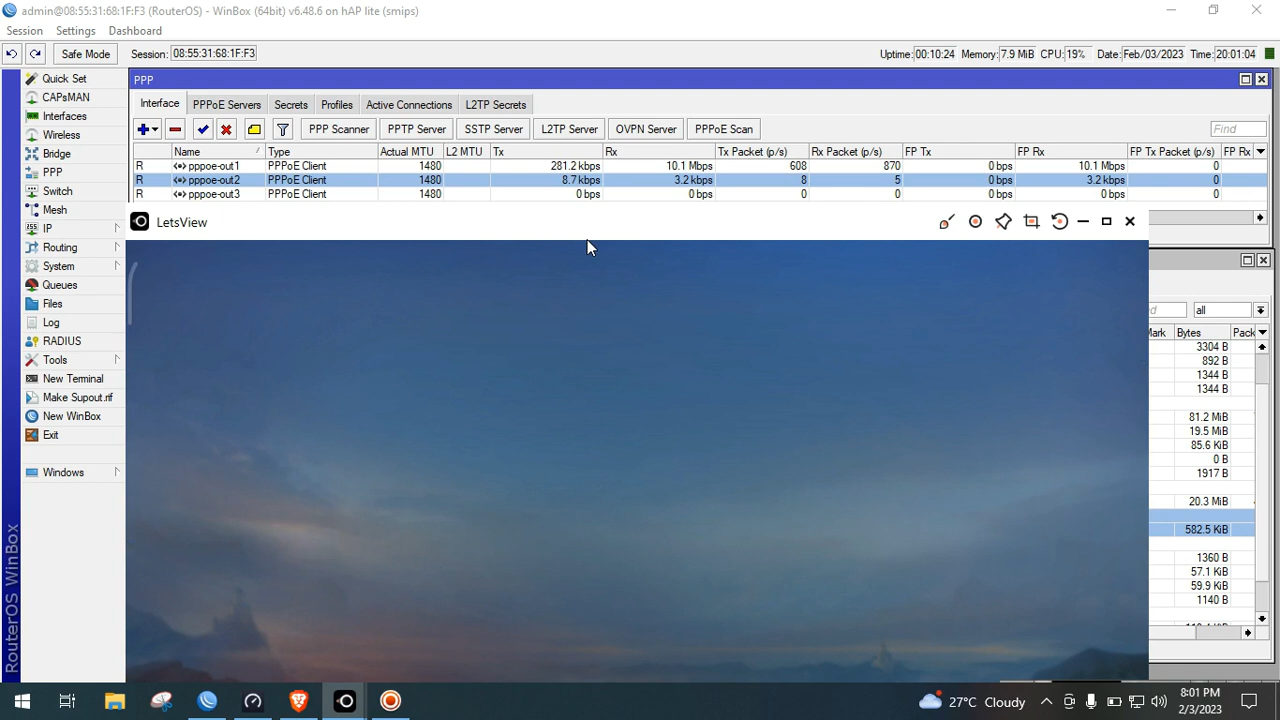 admin@08:55:31:68:1F:F3 (RouterOS) - WinBox (64bit) v6.48.6 on hAP lite (smips)
Session Settings Dashboard
Safe Mode Session: 08:55:31:68:1F:F3 Uptime: 00:10:24 Memory: 7.9 MiB CPU: 19% Date: Feb/03/2023 Time: 20:01:04
Quick Set
CAPsMAN
Interfaces
Wireless
Bridge
PPP
Switch
Mesh
IP
Routing
System
Queues
Files
Log
RADIUS
Tools
New Terminal
Make Supout.rif
New WinBox
Exit
Windows
RouterOS WinBox
PPP
Interface PPPoE Servers Secrets Profiles Active Connections L2TP Secrets
PPP Scanner PPTP Server SSTP Server L2TP Server OVPN Server PPPoE Scan Find
Name Type Actual MTU L2 MTU Tx Rx Tx Packet (p/s) Rx Packet (p/s) FP Tx FP Rx FP Tx Packet (p/s) FP Rx
R pppoe-out1 PPPoE Client 1480 281.2 kbps 10.1 Mbps 608 870 0 bps 10.1 Mbps 0
R pppoe-out2 PPPoE Client 1480 8.7 kbps 3.2 kbps 8 5 0 bps 3.2 kbps 0
R pppoe-out3 PPPoE Client 1480 0 bps 0 bps 0 0 0 bps 0 bps 0
LetsView
all
Mark Bytes Pack
3304 B
892 B
1344 B
1344 B
81.2 MiB
19.5 MiB
85.6 KiB
0 B
1917 B
20.3 MiB
582.5 KiB
1360 B
57.1 KiB
59.9 KiB
1140 B
27°C Cloudy
8:01 PM
2/3/2023